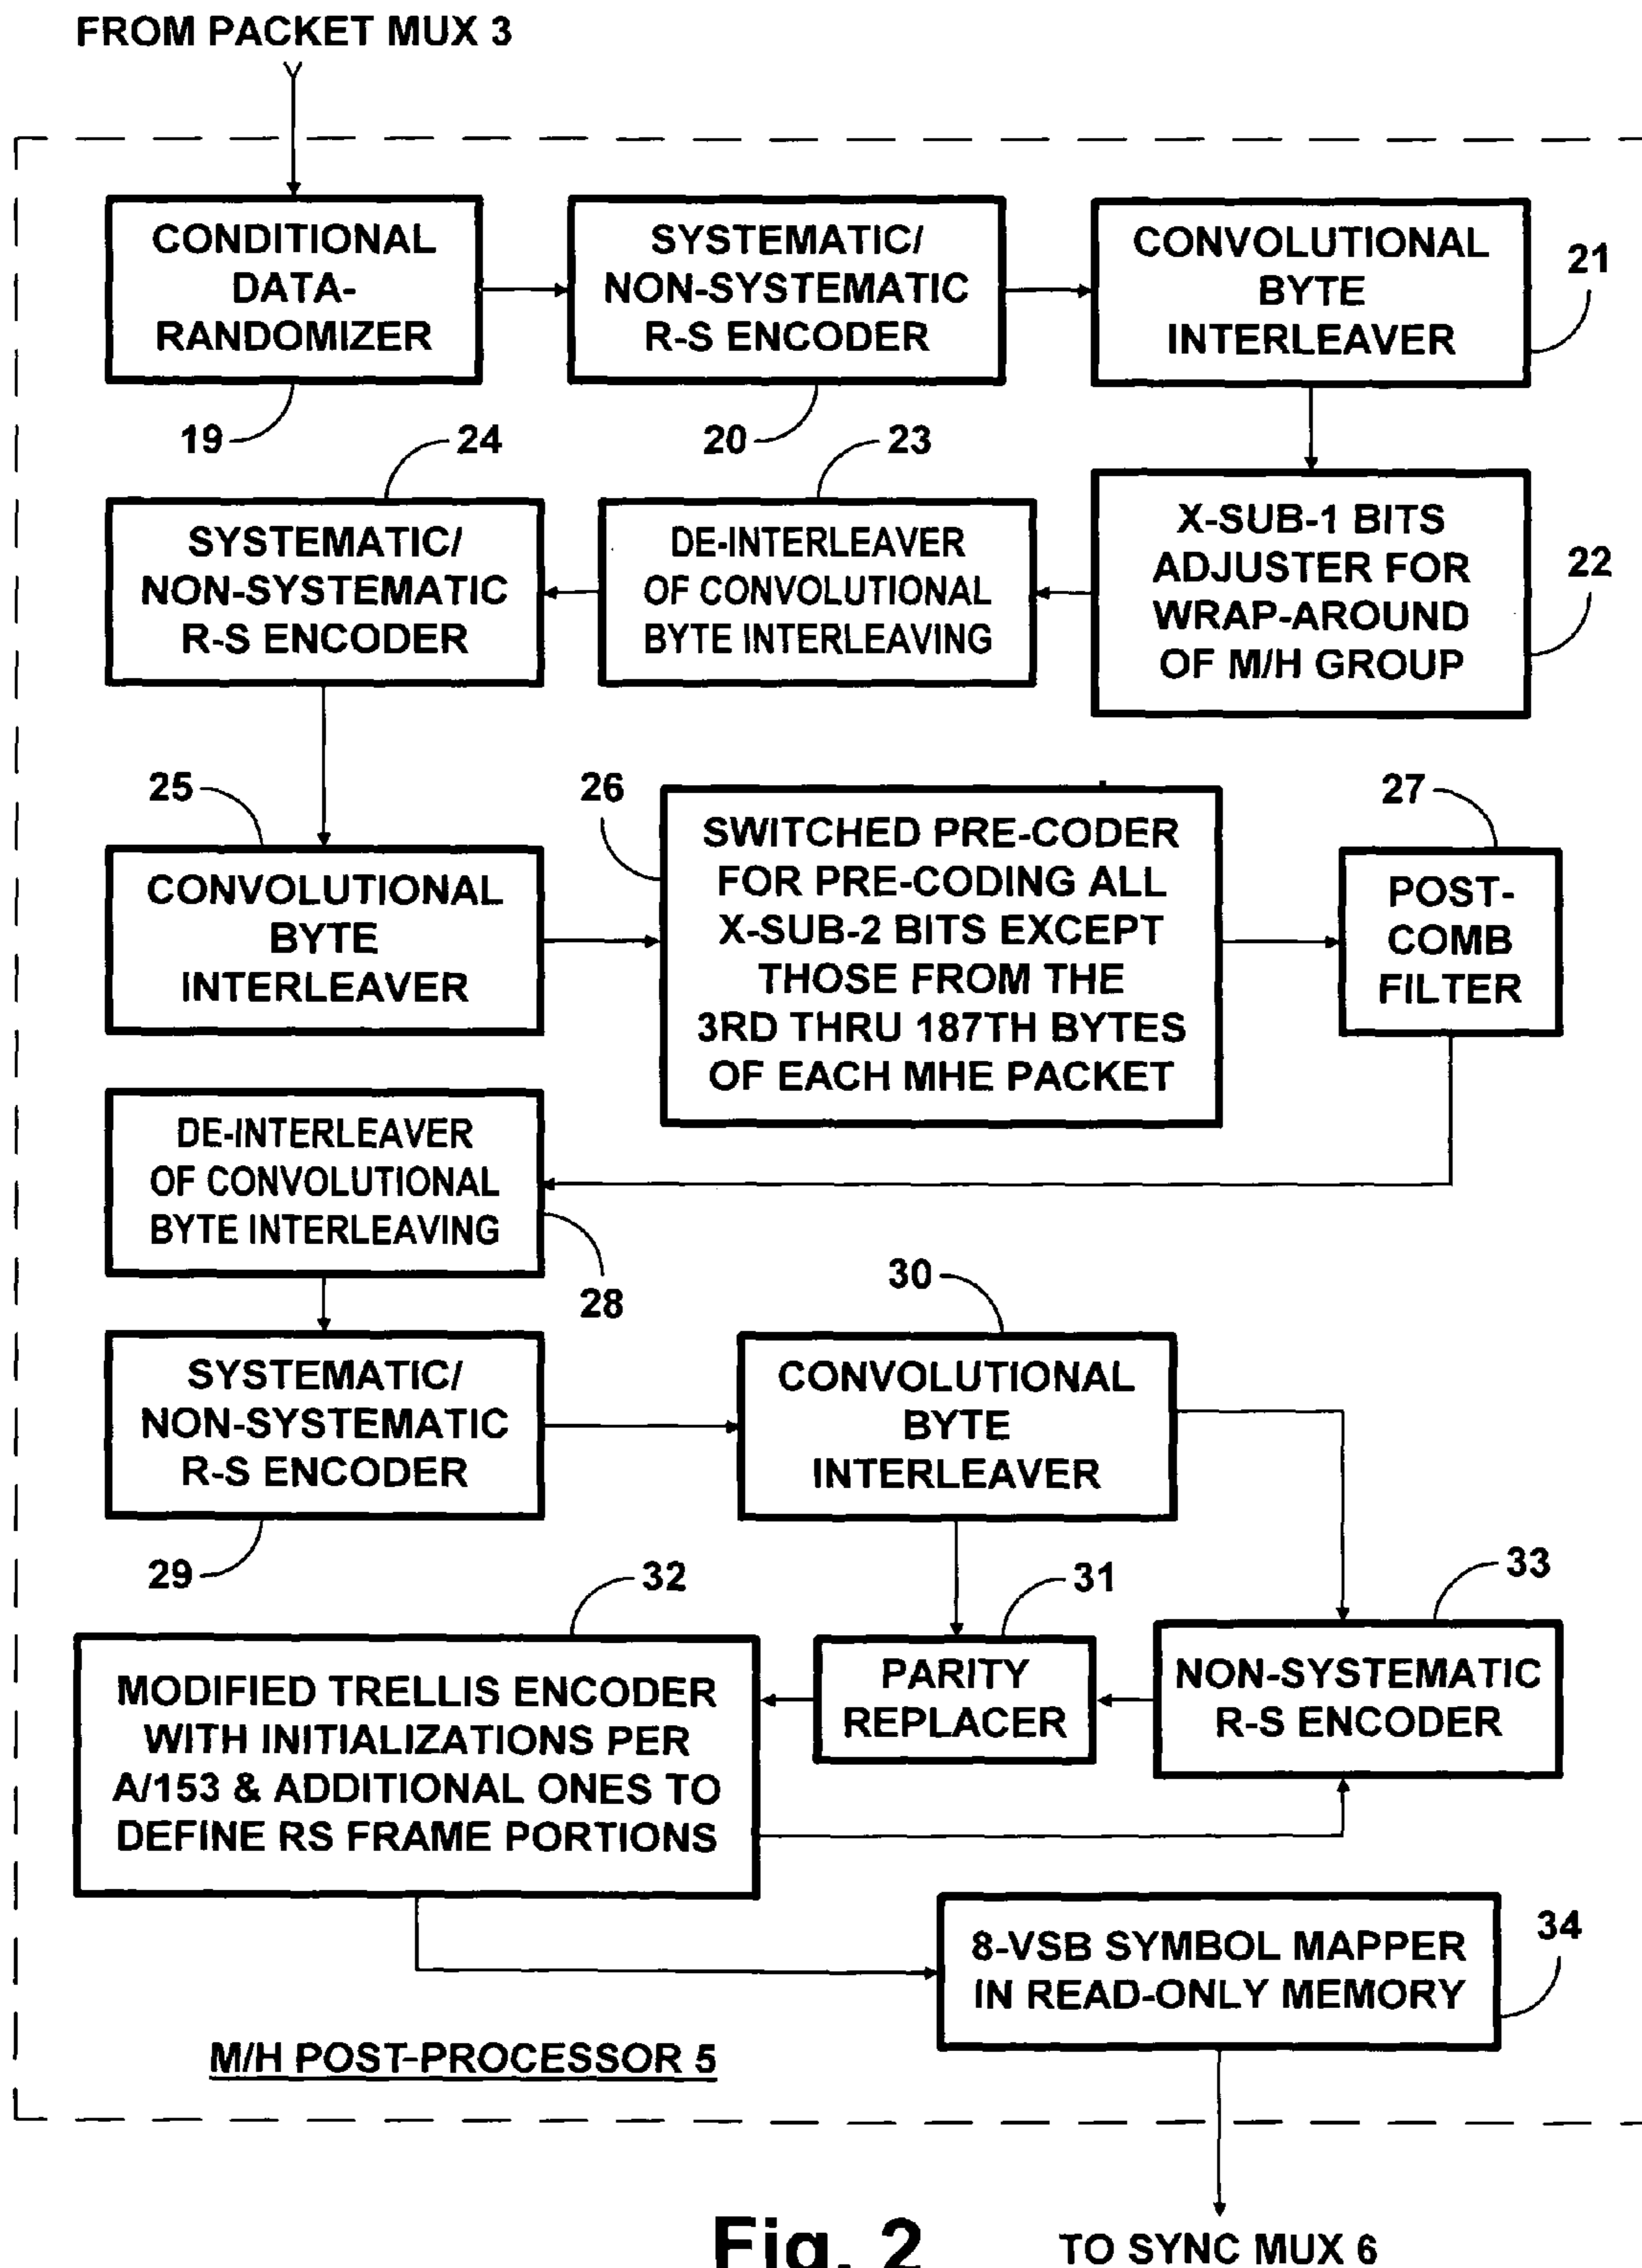 FROM PACKET MUX 3
CONDITIONAL
DATA-
RANDOMIZER
SYSTEMATIC/
NON-SYSTEMATIC
R-S ENCODER
CONVOLUTIONAL
BYTE
INTERLEAVER
21
19
20
24
23
SYSTEMATIC/
NON-SYSTEMATIC
R-S ENCODER
DE-INTERLEAVER
OF CONVOLUTIONAL
BYTE INTERLEAVING
X-SUB-1 BITS
ADJUSTER FOR
WRAP-AROUND
OF M/H GROUP
22
25
26
27
CONVOLUTIONAL
BYTE
INTERLEAVER
SWITCHED PRE-CODER
FOR PRE-CODING ALL
X-SUB-2 BITS EXCEPT
THOSE FROM THE
3RD THRU 187TH BYTES
OF EACH MHE PACKET
POST-
COMB
FILTER
DE-INTERLEAVER
OF CONVOLUTIONAL
BYTE INTERLEAVING
28
30
SYSTEMATIC/
NON-SYSTEMATIC
R-S ENCODER
CONVOLUTIONAL
BYTE
INTERLEAVER
29
32
31
33
MODIFIED TRELLIS ENCODER
WITH INITIALIZATIONS PER
A/153 & ADDITIONAL ONES TO
DEFINE RS FRAME PORTIONS
PARITY
REPLACER
NON-SYSTEMATIC
R-S ENCODER
8-VSB SYMBOL MAPPER
IN READ-ONLY MEMORY
34
M/H POST-PROCESSOR 5
Fig. 2
TO SYNC MUX 6